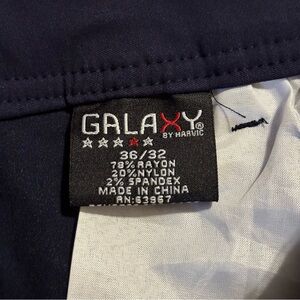 GALAXY®
BY HARVIC
36/32
78% RAYON
20% NYLON
2% SPANDEX
MADE IN CHINA
RN:63967